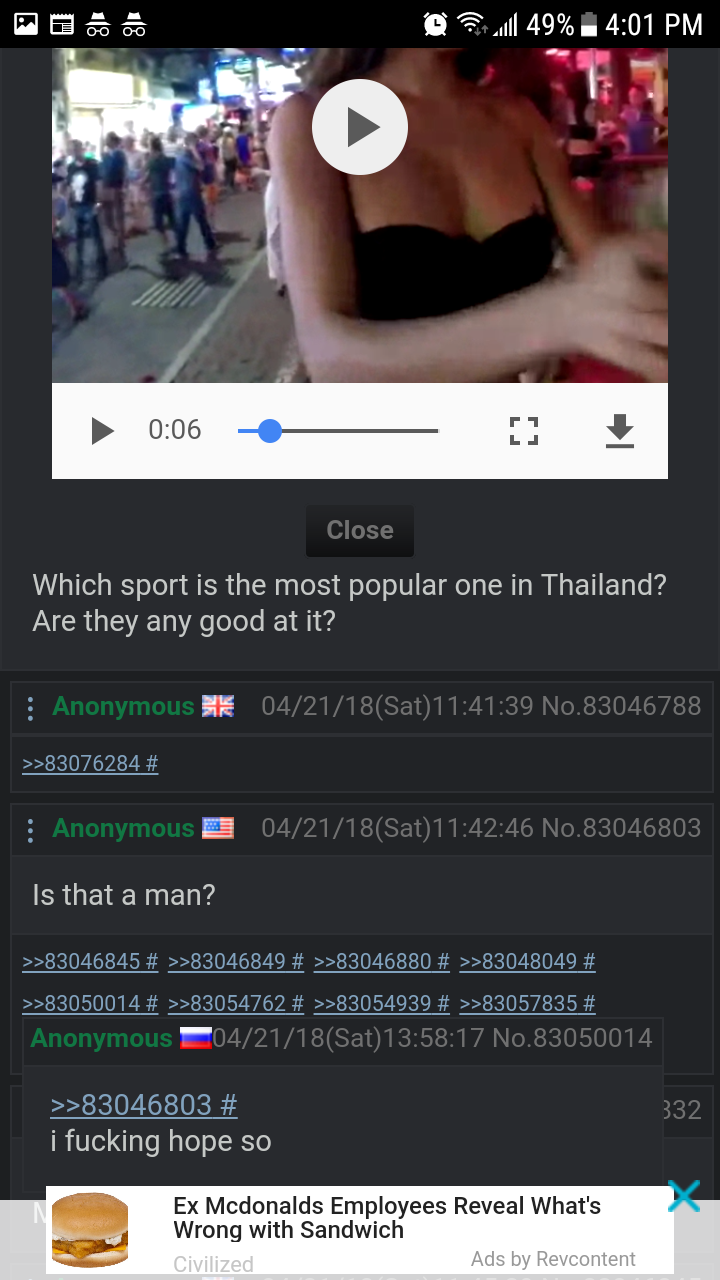 49% 4:01 PM
0:06
Close
Which sport is the most popular one in Thailand?
Are they any good at it?
Anonymous 04/21/18(Sat)11:41:39 No.83046788
>>83076284 #
Anonymous 04/21/18(Sat)11:42:46 No.83046803
Is that a man?
>>83046845 # >>83046849 # >>83046880 # >>83048049 #
>>83050014 # >>83054762 # >>83054939 # >>83057835 #
Anonymous 04/21/18(Sat)13:58:17 No.83050014
332
>>83046803 #
i fucking hope so
Ex Mcdonalds Employees Reveal What's
Wrong with Sandwich
Civilized Ads by Revcontent